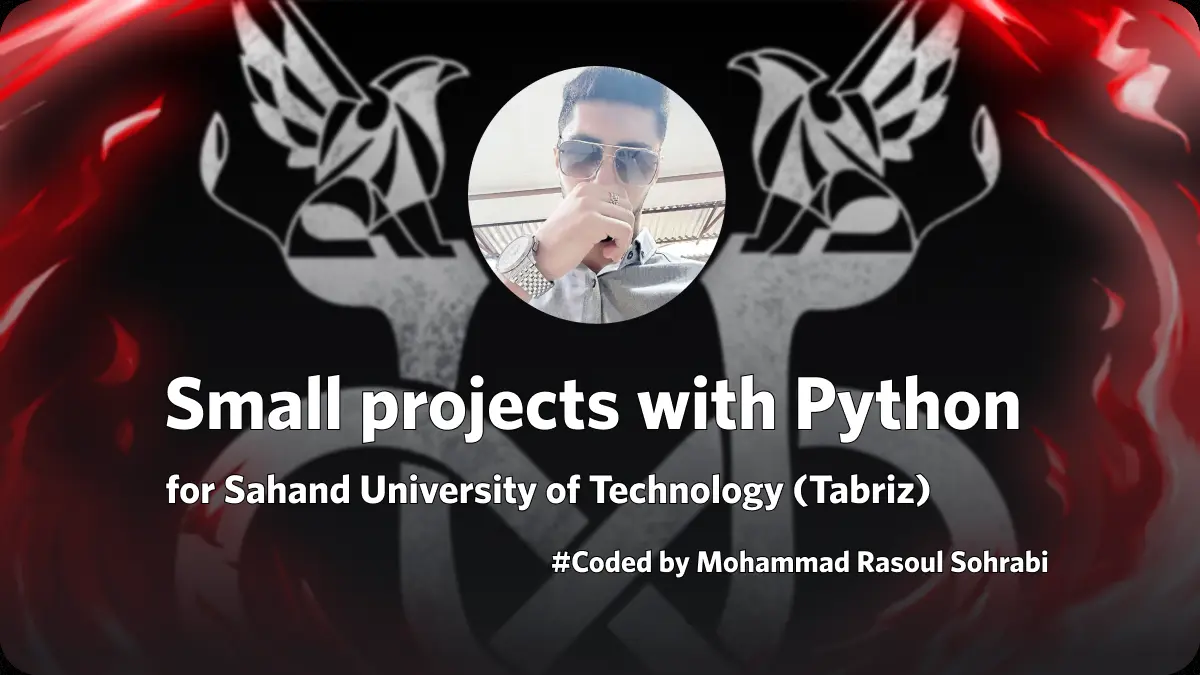 Small projects with Python
for Sahand University of Technology (Tabriz)
#Coded by Mohammad Rasoul Sohrabi